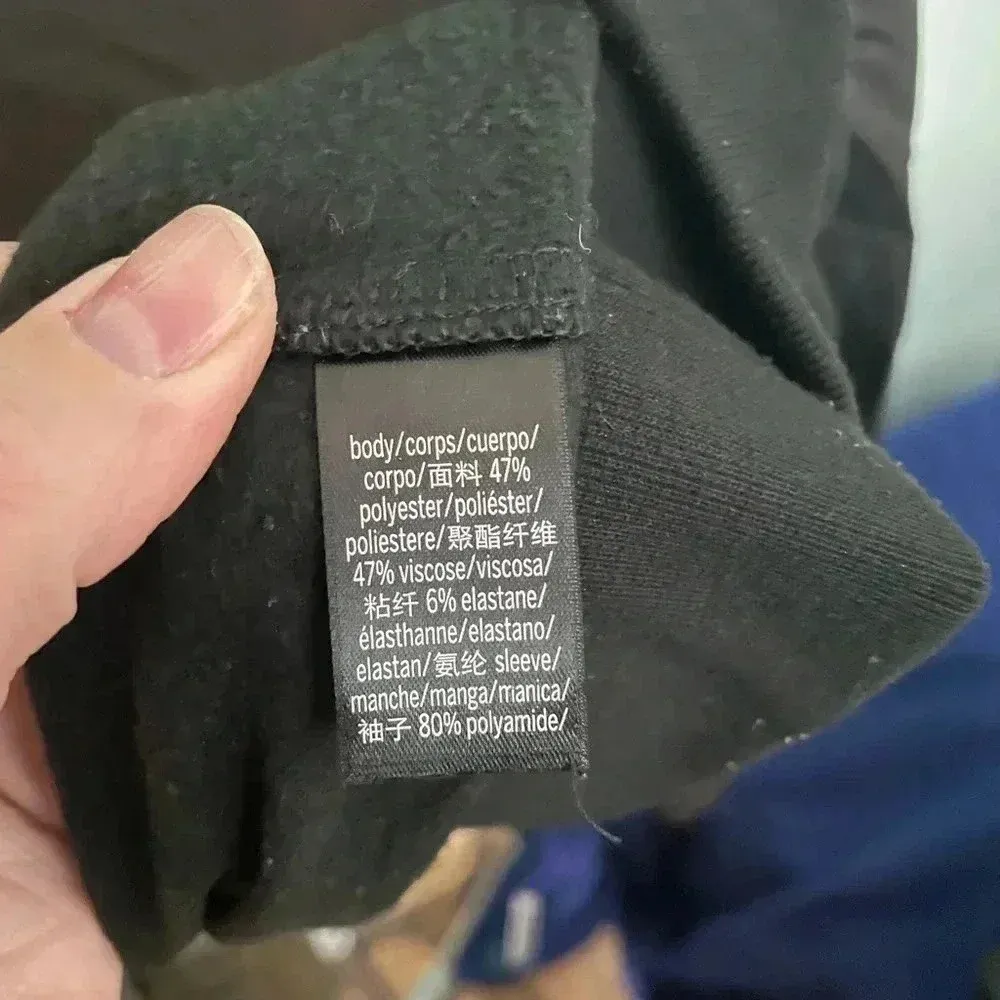 body/corps/cuerpo/
corpo/面料 47%
polyester/poliéster/
poliestere/聚酯纤维
47% viscose/viscosa/
粘纤 6% elastane/
élasthanne/elastano/
elastan/氨纶 sleeve/
manche/manga/manica/
袖子 80% polyamide/